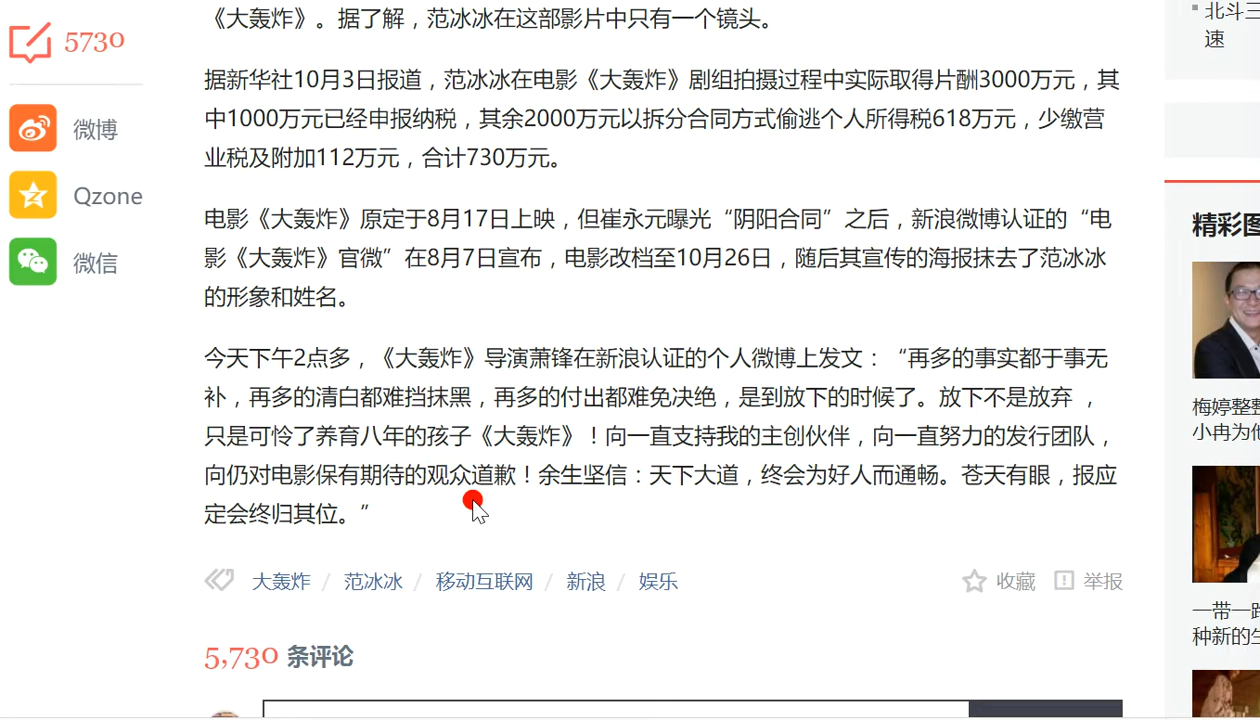 5730
微博
Qzone
微信
《大轰炸》。据了解，范冰冰在这部影片中只有一个镜头。
据新华社10月3日报道，范冰冰在电影《大轰炸》剧组拍摄过程中实际取得片酬3000万元，其
中1000万元已经申报纳税，其余2000万元以拆分合同方式偷逃个人所得税618万元，少缴营
业税及附加112万元，合计730万元。
电影《大轰炸》原定于8月17日上映，但崔永元曝光“阴阳合同”之后，新浪微博认证的“电
影《大轰炸》官微”在8月7日宣布，电影改档至10月26日，随后其宣传的海报抹去了范冰冰
的形象和姓名。
今天下午2点多，《大轰炸》导演萧锋在新浪认证的个人微博上发文：“再多的事实都于事无
补，再多的清白都难挡抹黑，再多的付出都难免决绝，是到放下的时候了。放下不是放弃 ，
只是可怜了养育八年的孩子《大轰炸》！向一直支持我的主创伙伴，向一直努力的发行团队，
向仍对电影保有期待的观众道歉！余生坚信：天下大道，终会为好人而通畅。苍天有眼，报应
定会终归其位。”
大轰炸 / 范冰冰 / 移动互联网 / 新浪 / 娱乐
收藏 举报
5,730 条评论
北斗三
速
精彩图
梅婷整整
小冉为他
一带一路
种新的生